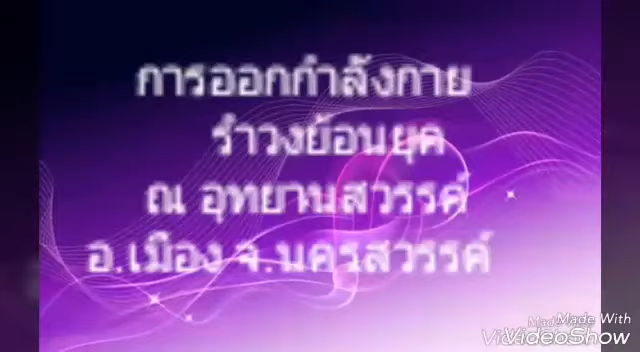 การออกกำลังกาย
รำวงย้อนยุค
ณ อุทยานสวรรค์
อ.เมือง จ.นครสวรรค์
Made With
VideoShow